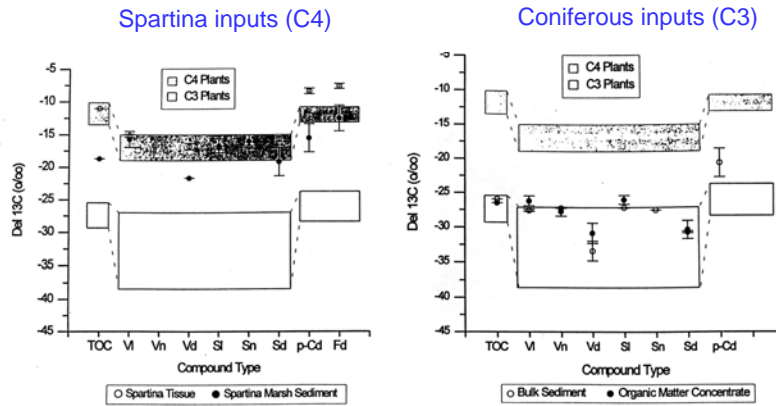 Spartina inputs (C4)
Coniferous inputs (C3)
C4 Plants
C3 Plants
Del 13C (o/oo)
-5
-10
-15
-20
-25
-30
-35
-40
-45
TOC Vl Vn Vd Sl Sn Sd p-Cd Fd
Compound Type
Spartina Tissue Spartina Marsh Sediment
C4 Plants
C3 Plants
Del 13C (o/oo)
-5
-10
-15
-20
-25
-30
-35
-40
-45
TOC Vl Vn Vd Sl Sn Sd p-Cd
Compound Type
Bulk Sediment Organic Matter Concentrate